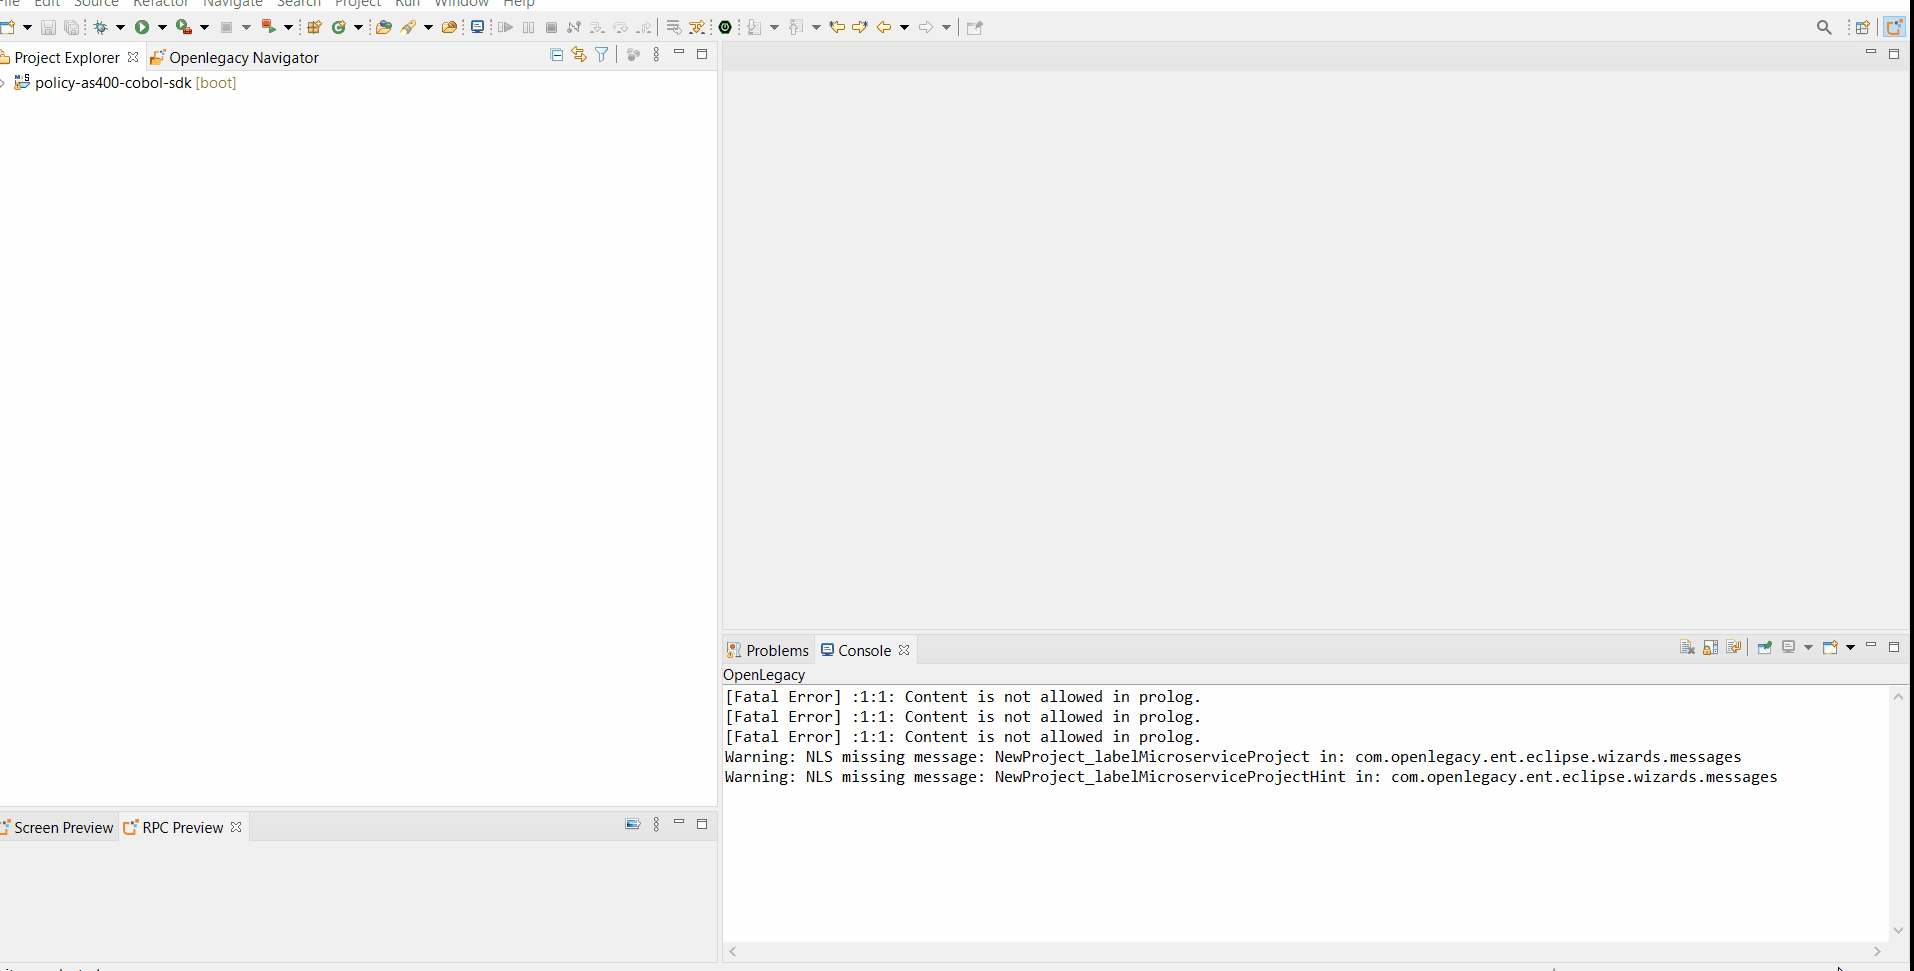 File Edit Source Refactor Navigate Search Project Run Window Help
Project Explorer
Openlegacy Navigator
policy-as400-cobol-sdk [boot]
Problems
Console
OpenLegacy
[Fatal Error] :1:1: Content is not allowed in prolog.
[Fatal Error] :1:1: Content is not allowed in prolog.
[Fatal Error] :1:1: Content is not allowed in prolog.
Warning: NLS missing message: NewProject_labelMicroserviceProject in: com.openlegacy.ent.eclipse.wizards.messages
Warning: NLS missing message: NewProject_labelMicroserviceProjectHint in: com.openlegacy.ent.eclipse.wizards.messages
Screen Preview
RPC Preview